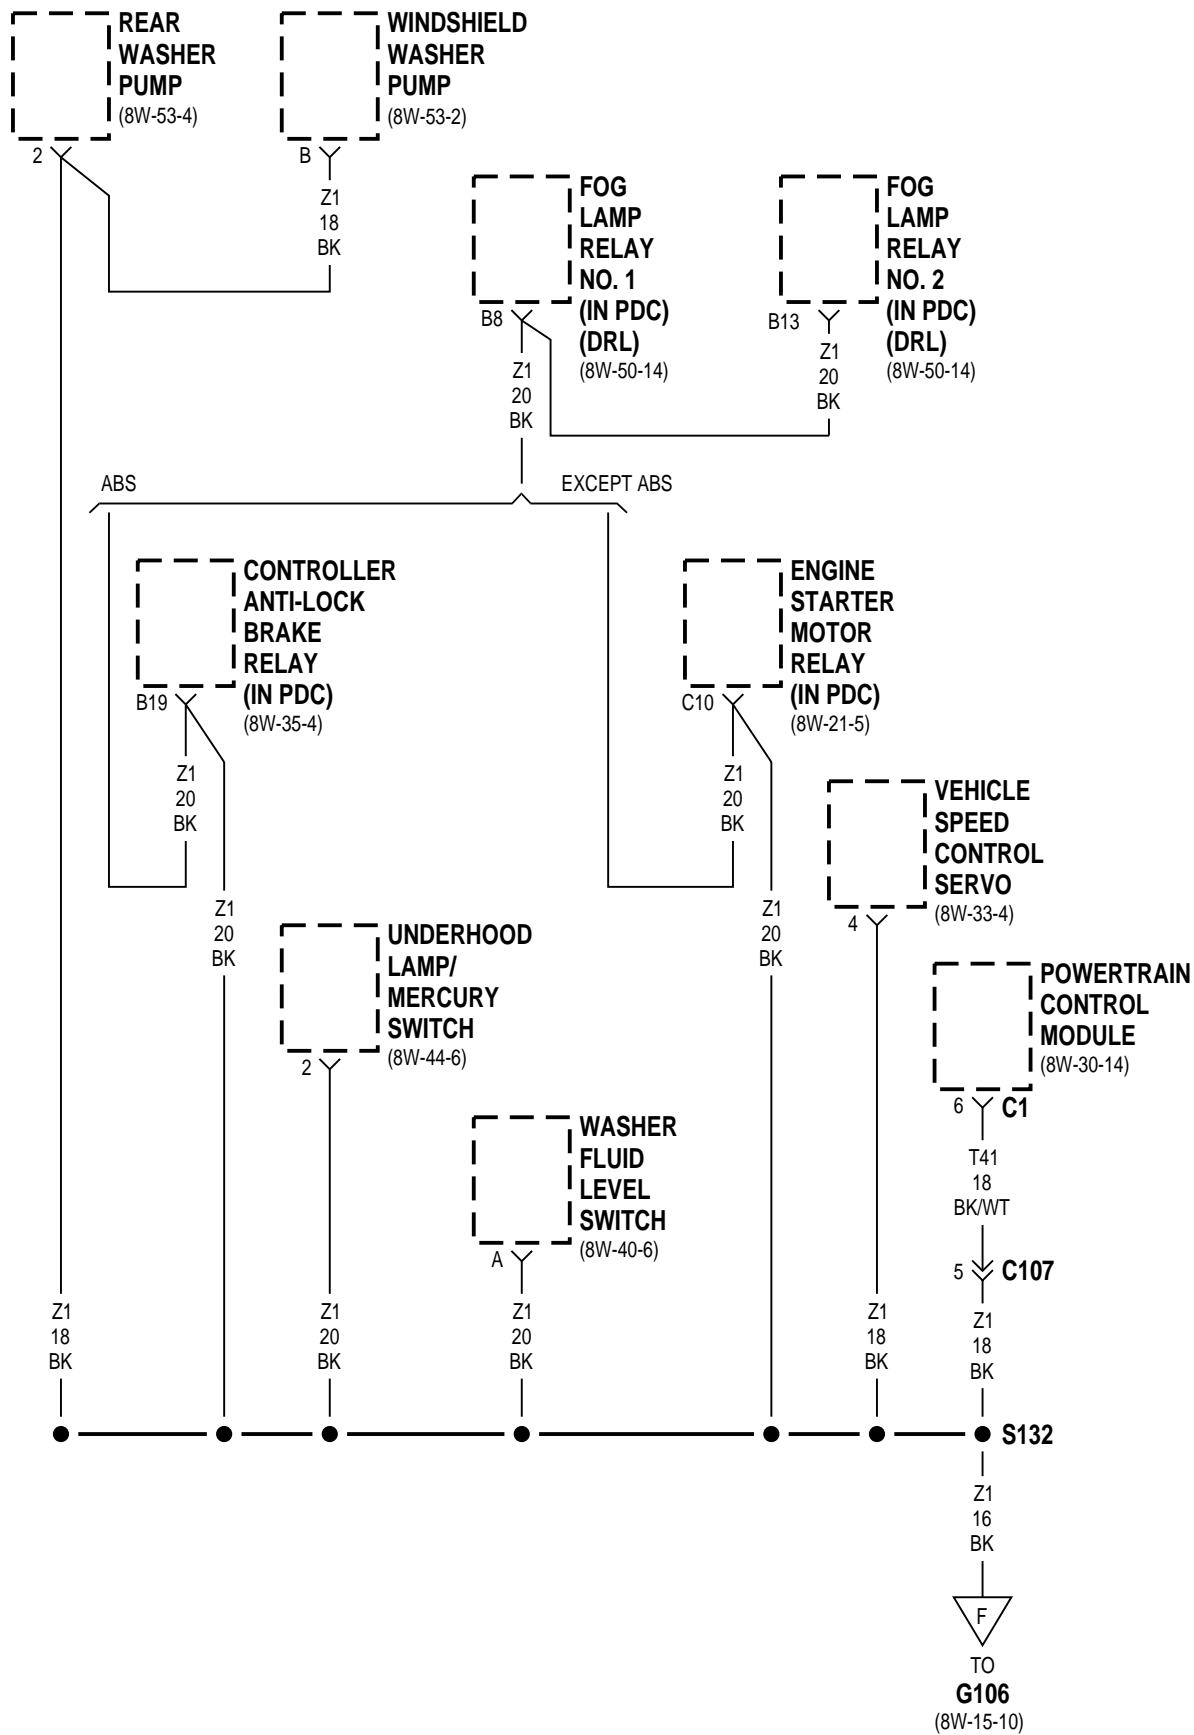 REAR
WASHER
PUMP
(8W-53-4)
2
WINDSHIELD
WASHER
PUMP
(8W-53-2)
B
Z1
18
BK
FOG
LAMP
RELAY
NO. 1
(IN PDC)
(DRL)
(8W-50-14)
B8
Z1
20
BK
FOG
LAMP
RELAY
NO. 2
(IN PDC)
(DRL)
(8W-50-14)
B13
Z1
20
BK
ABS
EXCEPT ABS
CONTROLLER
ANTI-LOCK
BRAKE
RELAY
(IN PDC)
(8W-35-4)
B19
Z1
20
BK
Z1
20
BK
ENGINE
STARTER
MOTOR
RELAY
(IN PDC)
(8W-21-5)
C10
Z1
20
BK
Z1
20
BK
VEHICLE
SPEED
CONTROL
SERVO
(8W-33-4)
4
UNDERHOOD
LAMP/
MERCURY
SWITCH
(8W-44-6)
2
POWERTRAIN
CONTROL
MODULE
(8W-30-14)
6 C1
T41
18
BK/WT
WASHER
FLUID
LEVEL
SWITCH
(8W-40-6)
A
5 C107
Z1
18
BK
Z1
20
BK
Z1
20
BK
Z1
18
BK
Z1
18
BK
S132
Z1
16
BK
F
TO
G106
(8W-15-10)